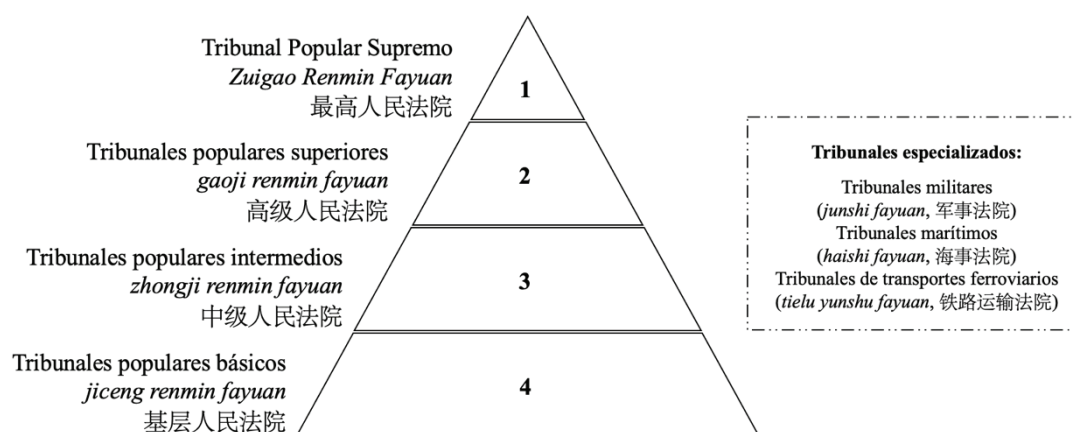 Tribunal Popular Supremo
Zuigao Renmin Fayuan
最高人民法院
1
Tribunales populares superiores
gaoji renmin fayuan
高级人民法院
2
Tribunales populares intermedios
zhongji renmin fayuan
中级人民法院
3
Tribunales populares básicos
jiceng renmin fayuan
基层人民法院
4
Tribunales especializados:
Tribunales militares
(junshi fayuan, 军事法院)
Tribunales marítimos
(haishi fayuan, 海事法院)
Tribunales de transportes ferroviarios
(tielu yunshu fayuan, 铁路运输法院)